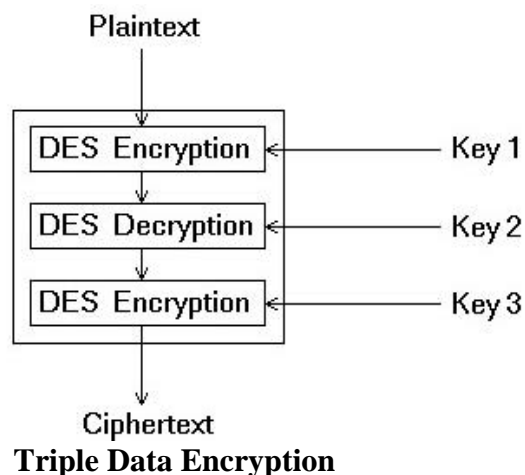 Plaintext
DES Encryption
Key 1
DES Decryption
Key 2
DES Encryption
Key 3
Ciphertext
Triple Data Encryption